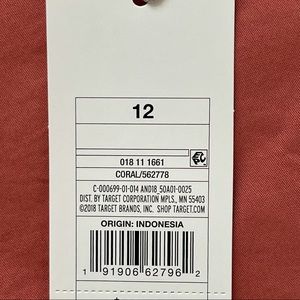 12
018 11 1661
CORAL/562778
C-000699-01-014 AND18_50A01-0025
DIST. BY TARGET CORPORATION MPLS., MN 55403
©2018 TARGET BRANDS, INC. SHOP TARGET.COM
ORIGIN: INDONESIA
1 91906 62796 2